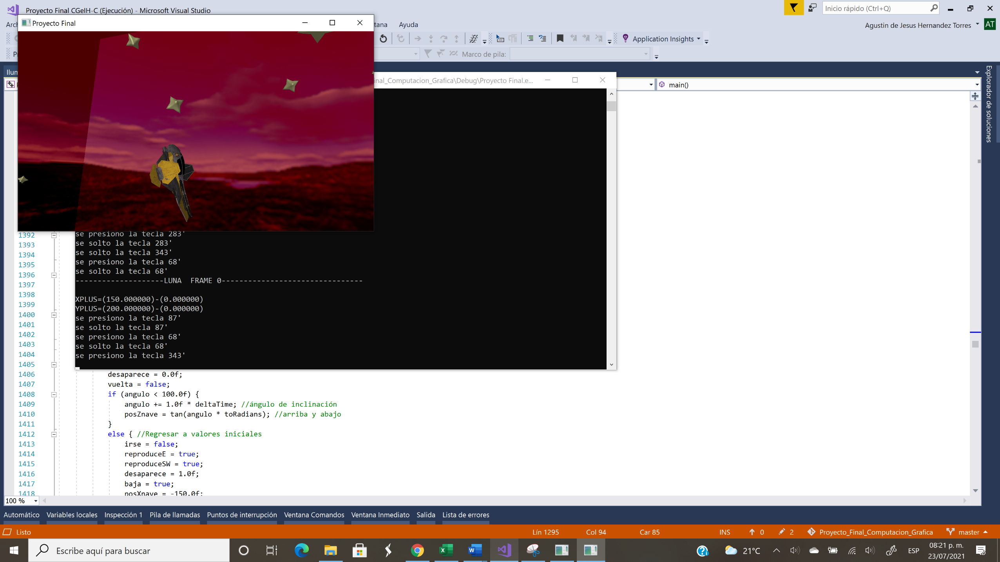 Proyecto Final CGeIH-C (Ejecución) - Microsoft Visual Studio
Inicio rápido (Ctrl+Q)
Proyecto Final
Ayuda
Agustin de Jesus Hernandez Torres
AT
Application Insights
Marco de pila:
main()
Explorador de soluciones
1392
1393
1394
1395
1396
1397
1398
1399
1400
1401
1402
1403
1404
1405
se presiono la tecla 283'
se solto la tecla 283'
se solto la tecla 343'
se presiono la tecla 68'
se solto la tecla 68'
--------------------LUNA  FRAME 0--------------------------------
XPLUS=(150.000000)-(0.000000)
YPLUS=(200.000000)-(0.000000)
se presiono la tecla 87'
se solto la tecla 87'
se presiono la tecla 68'
se solto la tecla 68'
se presiono la tecla 343'
1406 desaparece = 0.0f;
1407 vuelta = false;
1408 if (angulo < 100.0f) {
1409 angulo += 1.0f * deltaTime; //ángulo de inclinación
1410 posZnave = tan(angulo * toRadians); //arriba y abajo
1411 }
1412 else { //Regresar a valores iniciales
1413 irse = false;
1414 reproduceE = true;
1415 reproduceSW = true;
1416 desaparece = 1.0f;
1417 baja = true;
1418 posXnave = -150.0f;
100 %
Automático Variables locales Inspección 1 Pila de llamadas Puntos de interrupción Ventana Comandos Ventana Inmediato Salida Lista de errores
Listo Lín 1295 Col 94 Car 85 INS 0 2 Proyecto_Final_Computacion_Grafica master
Escribe aquí para buscar
21°C
ESP
08:21 p. m.
23/07/2021